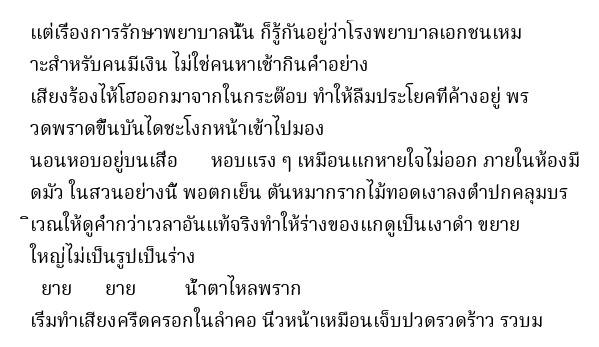 แต่เรื่องการรักษาพยาบาลนั้น ก็รู้กันอยู่ว่าโรงพยาบาลเอกชนเหม
าะสำหรับคนมีเงิน ไม่ใช่คนหาเช้ากินค่ำอย่าง
เสียงร้องไห้โฮออกมาจากในกระต๊อบ ทำให้ลืมประโยคที่ค้างอยู่ พร
วดพราดขึ้นบันไดชะโงกหน้าเข้าไปมอง
นอนหอบอยู่บนเสื่อ หอบแรง ๆ เหมือนแกหายใจไม่ออก ภายในห้องมื
ดมัว ในสวนอย่างนี้ พอตกเย็น ต้นหมากรากไม้ทอดเงาลงต่ำปกคลุมบร
ิเวณให้ดูค่ำกว่าเวลาอันแท้จริงทำให้ร่างของแกดูเป็นเงาดำ ขยาย
ใหญ่ไม่เป็นรูปเป็นร่าง
ยาย ยาย น้ำตาไหลพราก
เริ่มทำเสียงครืดครอกในลำคอ นิ่วหน้าเหมือนเจ็บปวดรวดร้าว รวบม